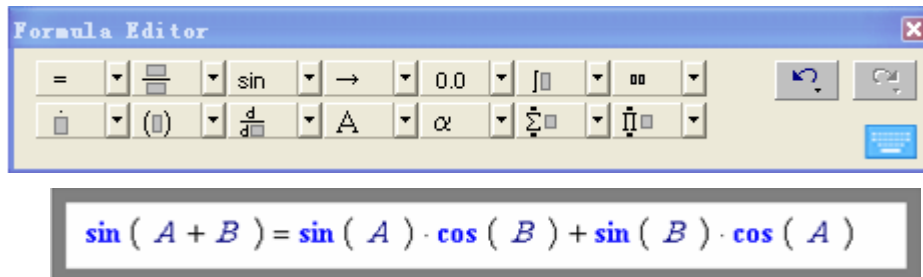 Formula Editor
= sin → 0.0 ∫
(▯) d/d▯ A α Σ▯ Π▯
sin ( A + B ) = sin ( A ) · cos ( B ) + sin ( B ) · cos ( A )